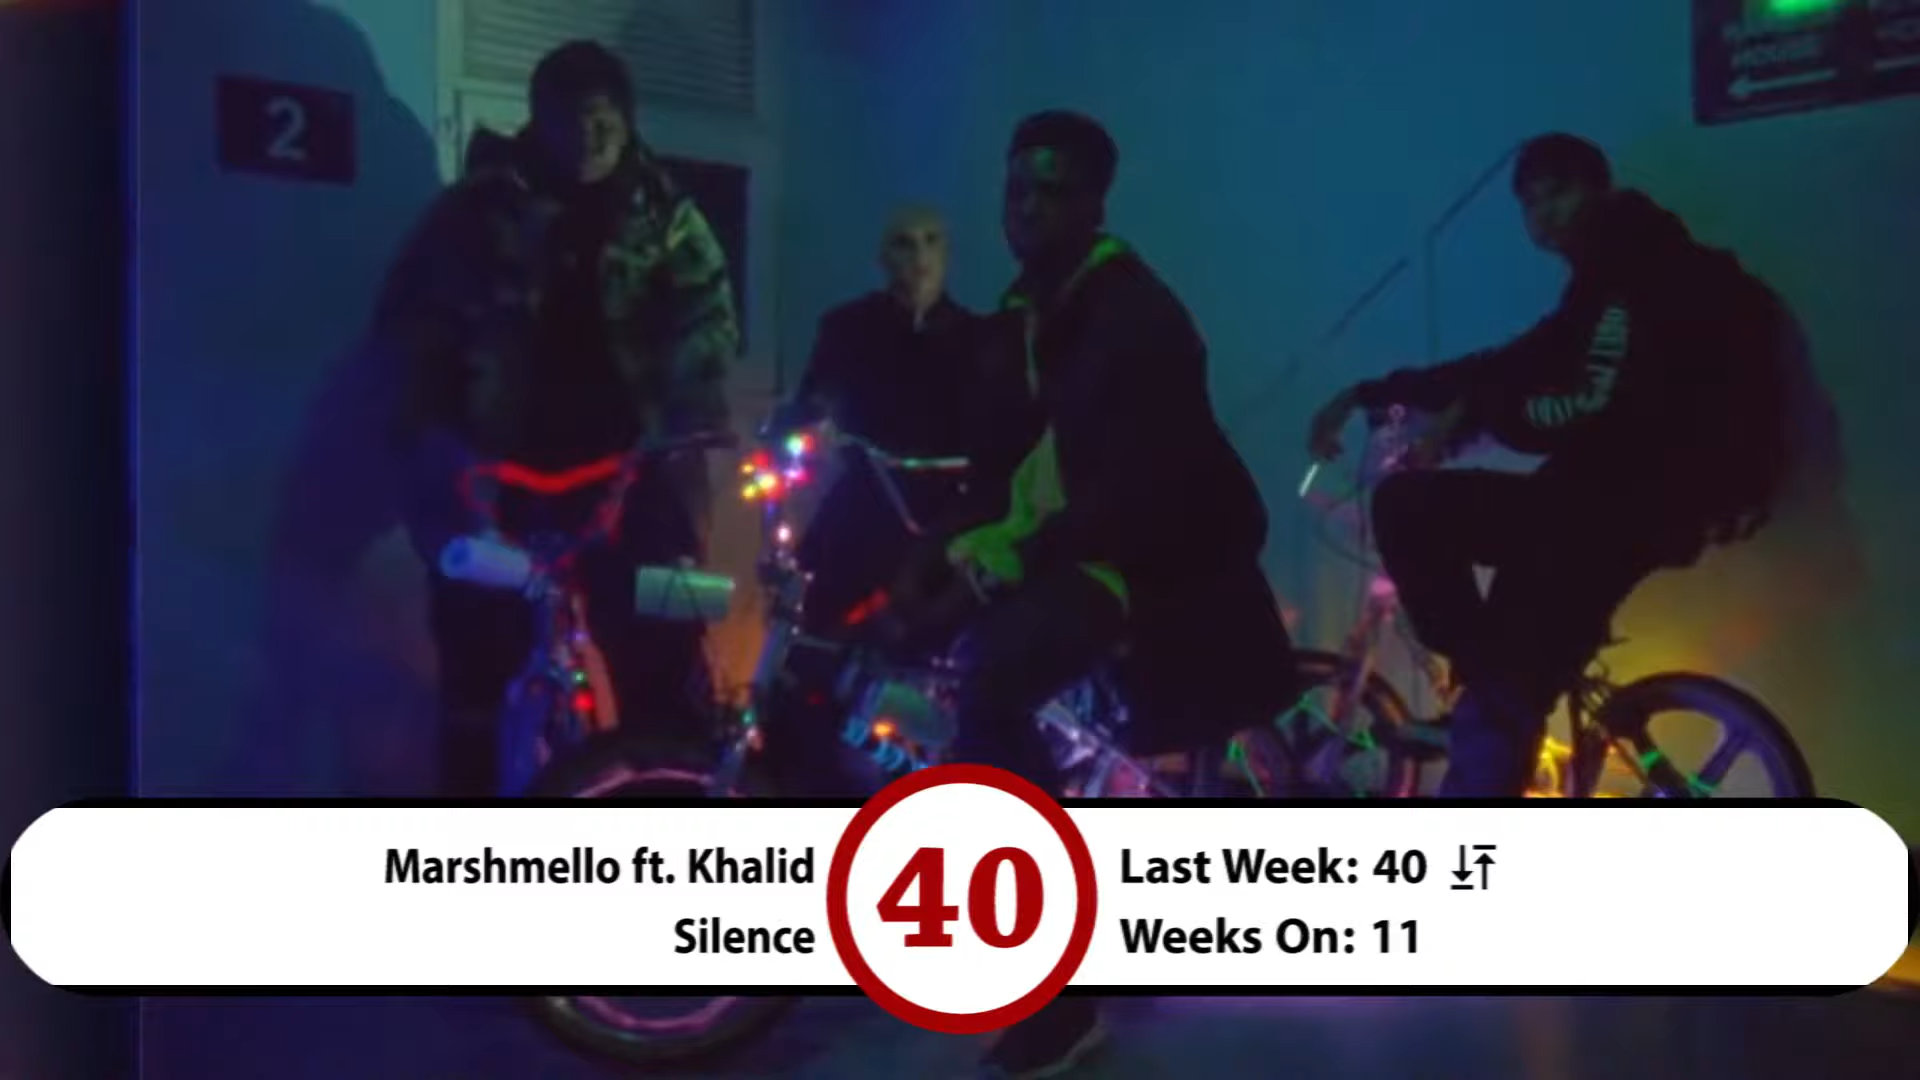 2
Marshmello ft. Khalid
Silence
40
Last Week: 40
Weeks On: 11